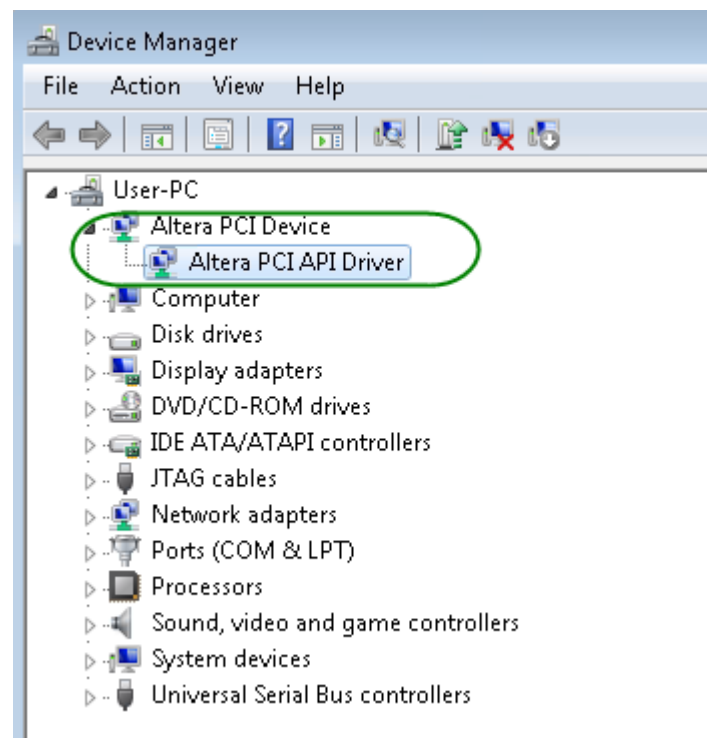 Device Manager
File Action View Help
User-PC
Altera PCI Device
Altera PCI API Driver
Computer
Disk drives
Display adapters
DVD/CD-ROM drives
IDE ATA/ATAPI controllers
JTAG cables
Network adapters
Ports (COM & LPT)
Processors
Sound, video and game controllers
System devices
Universal Serial Bus controllers